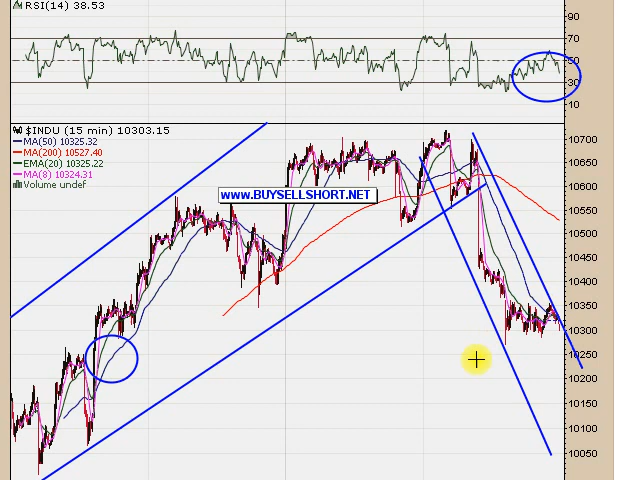 RSI(14) 38.53
90
70
50
30
10
$INDU (15 min) 10303.15
MA(50) 10325.32
MA(200) 10527.40
EMA(20) 10325.22
MA(8) 10324.31
Volume undef
www.BUYSELLSHORT.NET
10700
10650
10600
10550
10500
10450
10400
10350
10300
10250
10200
10150
10100
10050